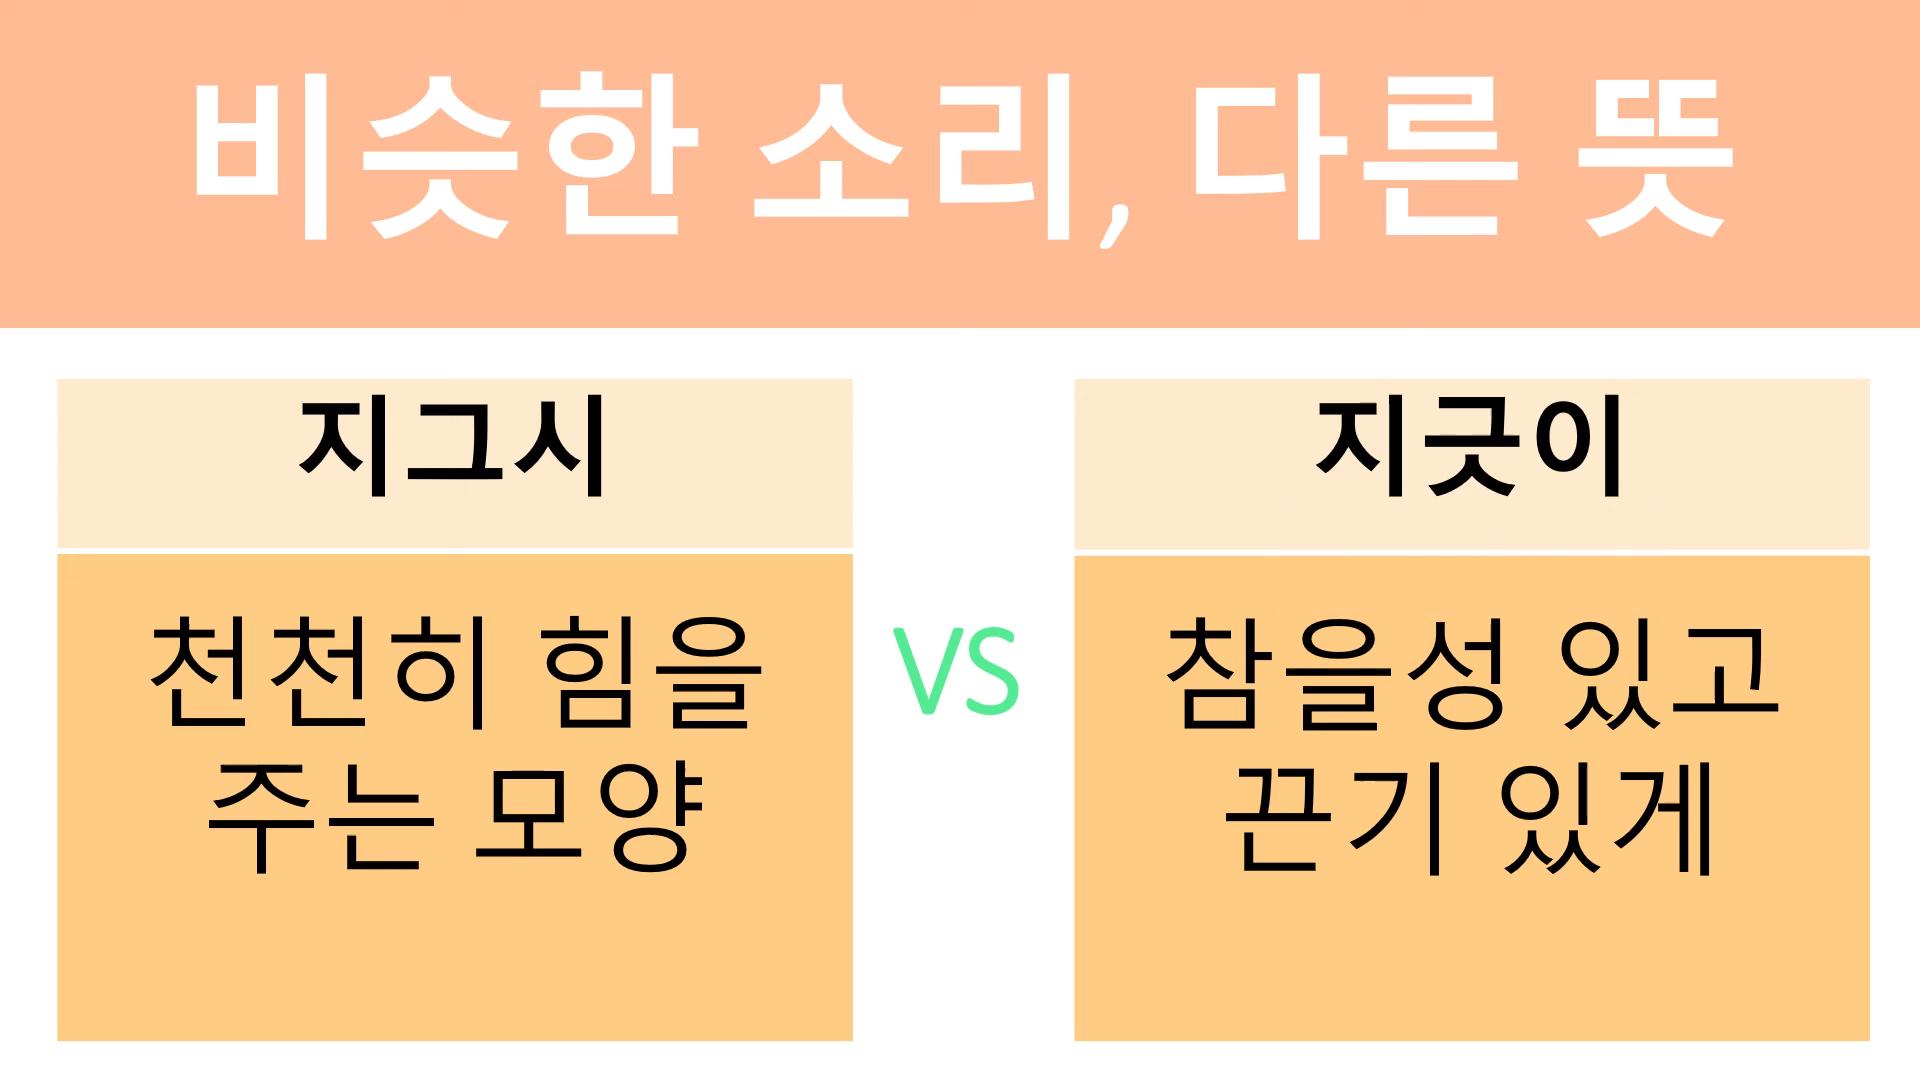 비슷한 소리, 다른 뜻
지그시
천천히 힘을
주는 모양
VS
지긋이
참을성 있고
끈기 있게